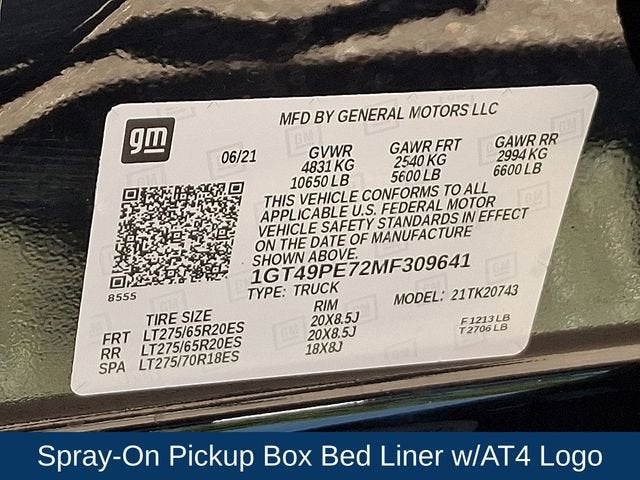 MFD BY GENERAL MOTORS LLC
gm
06/21
GVWR GAWR FRT GAWR RR
4831 KG 2540 KG 2994 KG
10650 LB 5600 LB 6600 LB
THIS VEHICLE CONFORMS TO ALL
APPLICABLE U.S. FEDERAL MOTOR
VEHICLE SAFETY STANDARDS IN EFFECT
ON THE DATE OF MANUFACTURE
SHOWN ABOVE.
1GT49PE72MF309641
8555
TYPE: TRUCK MODEL: 21TK20743
TIRE SIZE RIM
FRT LT275/65R20ES 20X8.5J F 1213 LB
RR LT275/65R20ES 20X8.5J T 2706 LB
SPA LT275/70R18ES 18X8J
Spray-On Pickup Box Bed Liner w/AT4 Logo